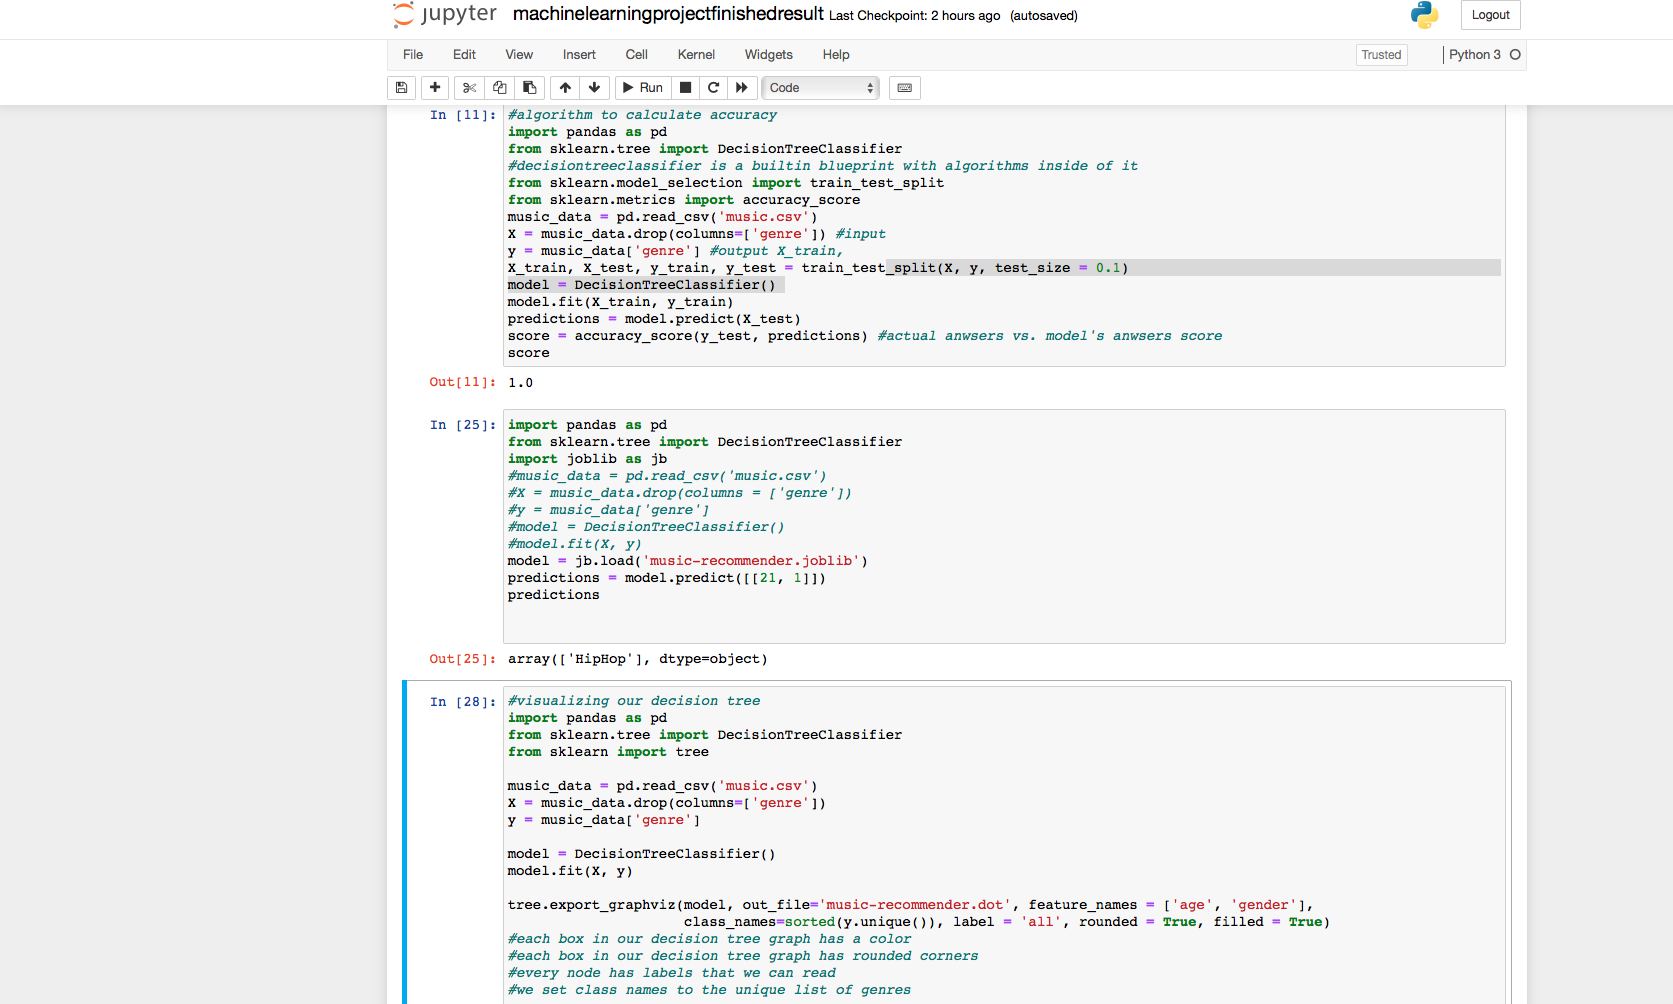 jupyter machinelearningprojectfinishedresult Last Checkpoint: 2 hours ago (autosaved) Logout
File Edit View Insert Cell Kernel Widgets Help Trusted Python 3
Run Code
In [11]: #algorithm to calculate accuracy
import pandas as pd
from sklearn.tree import DecisionTreeClassifier
#decisiontreeclassifier is a builtin blueprint with algorithms inside of it
from sklearn.model_selection import train_test_split
from sklearn.metrics import accuracy_score
music_data = pd.read_csv('music.csv')
X = music_data.drop(columns=['genre']) #input
y = music_data['genre'] #output X_train,
X_train, X_test, y_train, y_test = train_test_split(X, y, test_size = 0.1)
model = DecisionTreeClassifier()
model.fit(X_train, y_train)
predictions = model.predict(X_test)
score = accuracy_score(y_test, predictions) #actual anwsers vs. model's anwsers score
score
Out[11]: 1.0
In [25]: import pandas as pd
from sklearn.tree import DecisionTreeClassifier
import joblib as jb
#music_data = pd.read_csv('music.csv')
#X = music_data.drop(columns = ['genre'])
#y = music_data['genre']
#model = DecisionTreeClassifier()
#model.fit(X, y)
model = jb.load('music-recommender.joblib')
predictions = model.predict([[21, 1]])
predictions
Out[25]: array(['HipHop'], dtype=object)
In [28]: #visualizing our decision tree
import pandas as pd
from sklearn.tree import DecisionTreeClassifier
from sklearn import tree
music_data = pd.read_csv('music.csv')
X = music_data.drop(columns=['genre'])
y = music_data['genre']
model = DecisionTreeClassifier()
model.fit(X, y)
tree.export_graphviz(model, out_file='music-recommender.dot', feature_names = ['age', 'gender'],
class_names=sorted(y.unique()), label = 'all', rounded = True, filled = True)
#each box in our decision tree graph has a color
#each box in our decision tree graph has rounded corners
#every node has labels that we can read
#we set class names to the unique list of genres